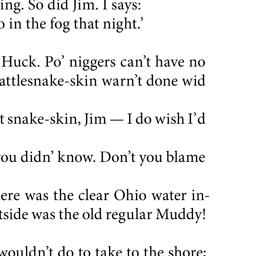 ing. So did Jim. I says:
o in the fog that night.’
Huck. Po’ niggers can’t have no
attlesnake-skin warn’t done wid
t snake-skin, Jim — I do wish I’d
you didn’ know. Don’t you blame
ere was the clear Ohio water in-
tside was the old regular Muddy!
wouldn’t do to take to the shore;